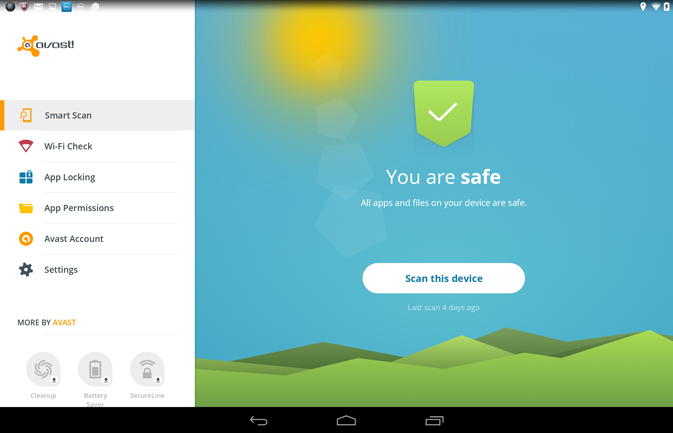 avast!
Smart Scan
Wi-Fi Check
App Locking
App Permissions
Avast Account
Settings
MORE BY AVAST
Cleanup
Battery
Saver
SecureLine
You are safe
All apps and files on your device are safe.
Scan this device
Last scan 4 days ago